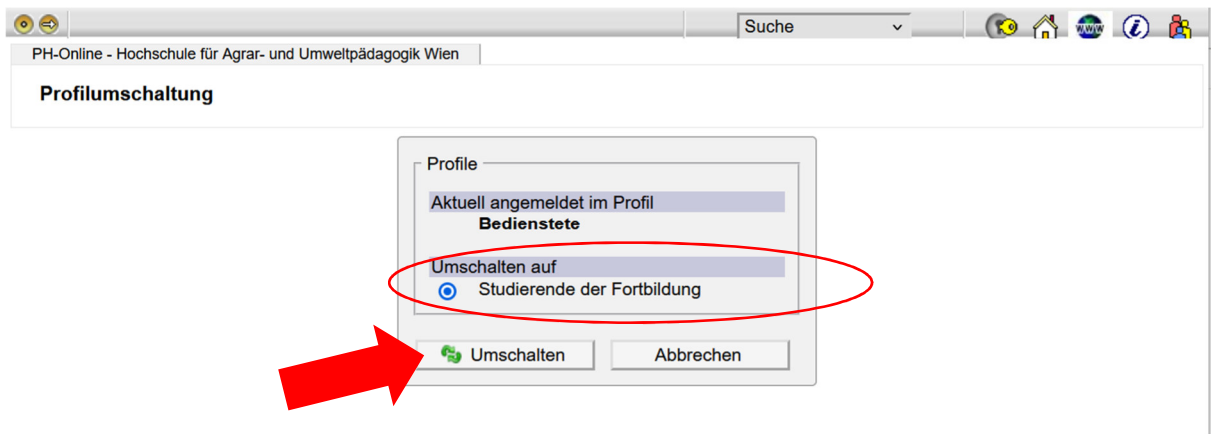 Suche
www
PH-Online - Hochschule für Agrar- und Umweltpädagogik Wien
Profilumschaltung
Profile
Aktuell angemeldet im Profil
Bedienstete
Umschalten auf
Studierende der Fortbildung
Umschalten Abbrechen